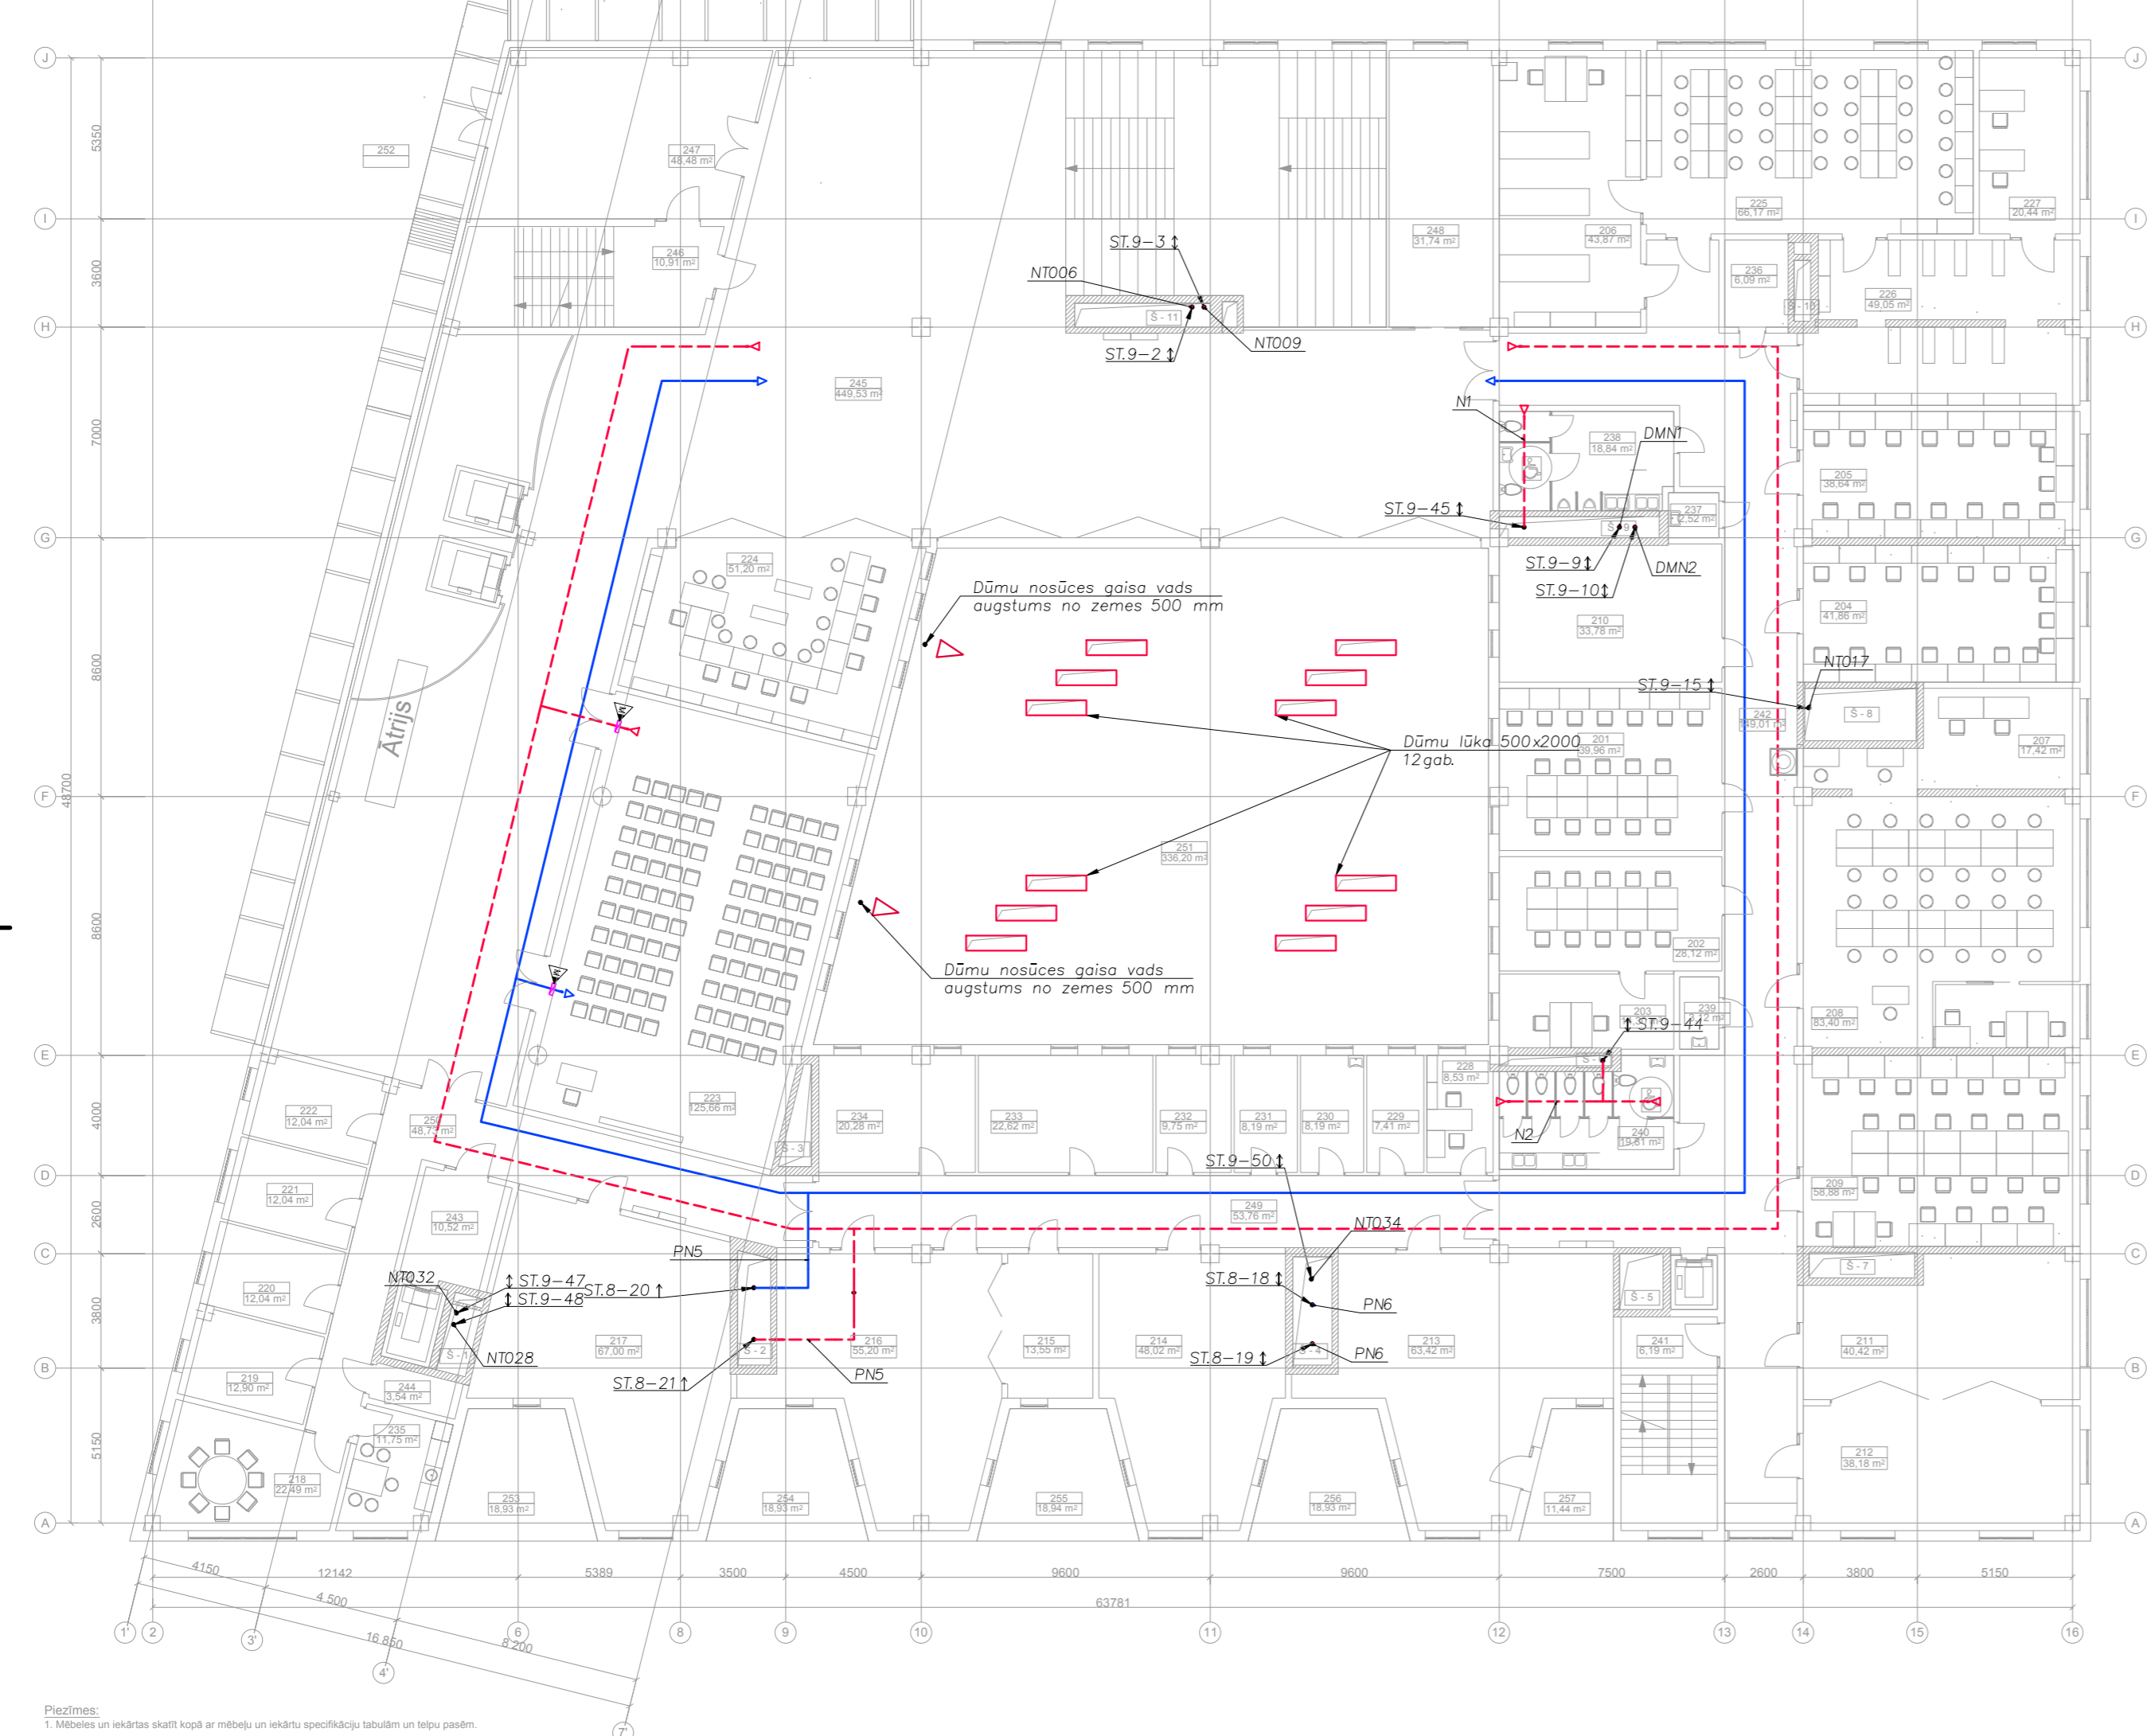 J
J
5350
252
247
48,48 m²
225
66,17 m²
227
20,44 m²
I
I
248
31,74 m²
206
43,87 m²
ST.9-3
246
10,91 m²
NT006
236
6,09 m²
3600
226
49,05 m²
Š - 11
Š - 10
H
H
NT009
ST.9-2
245
449,53 m²
N1
7000
238
18,84 m²
DMN1
205
38,64 m²
ST.9-45
237
2,52 m²
Š - 9
G
G
224
51,20 m²
ST.9-9
DMN2
Dūmu nosūces gaisa vads
augstums no zemes 500 mm
ST.9-10
204
41,86 m²
210
33,78 m²
8600
NT017
ST.9-15
M
Ātrijs
242
149,01 m²
Š - 8
Dūmu lūka 500x2000
12gab.
201
39,96 m²
207
17,42 m²
F
48700
F
251
336,20 m²
8600
202
28,12 m²
Dūmu nosūces gaisa vads
augstums no zemes 500 mm
M
203
239
3,12 m²
208
83,40 m²
ST.9-44
E
E
228
8,53 m²
4000
222
12,04 m²
250
48,73 m²
223
125,66 m²
234
20,28 m²
233
22,62 m²
232
9,75 m²
231
8,19 m²
230
8,19 m²
229
7,41 m²
N2
240
19,81 m²
Š - 3
ST.9-50
D
D
221
12,04 m²
209
58,88 m²
2600
243
10,52 m²
249
53,76 m²
NT034
C
PN5
C
NT032
ST.9-47
ST.9-48
ST.8-20
ST.8-18
Š - 7
220
12,04 m²
Š - 5
PN6
3800
217
67,00 m²
216
55,20 m²
215
13,55 m²
214
48,02 m²
213
63,42 m²
241
6,19 m²
211
40,42 m²
Š - 1
NT028
Š - 2
ST.8-19
Š - 4
PN6
B
B
ST.8-21
PN5
219
12,90 m²
244
3,54 m²
235
11,75 m²
5150
212
38,18 m²
218
22,49 m²
253
18,93 m²
254
18,93 m²
255
18,94 m²
256
18,93 m²
257
11,44 m²
A
A
4150
12142
5389
3500
4500
9600
9600
7500
2600
3800
5150
4 500
63781
16 850
8 200
1'
2
3'
4'
6
8
9
10
11
12
13
14
15
16
7'
Piezīmes:
1. Mēbeles un iekārtas skatīt kopā ar mēbeļu un iekārtu specifikāciju tabulām un telpu pasēm.